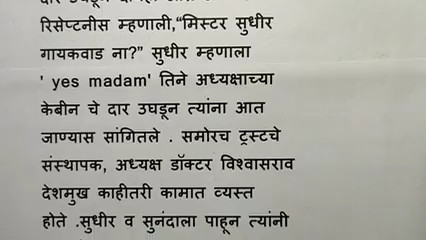 दार उघडून
रिसेप्टनीस म्हणाली,“मिस्टर सुधीर
गायकवाड ना?” सुधीर म्हणाला
' yes madam' तिने अध्यक्षाच्या
केबीन चे दार उघडून त्यांना आत
जाण्यास सांगितले . समोरच ट्रस्टचे
संस्थापक, अध्यक्ष डॉक्टर विश्वासराव
देशमुख काहीतरी कामात व्यस्त
होते .सुधीर व सुनंदाला पाहून त्यांनी